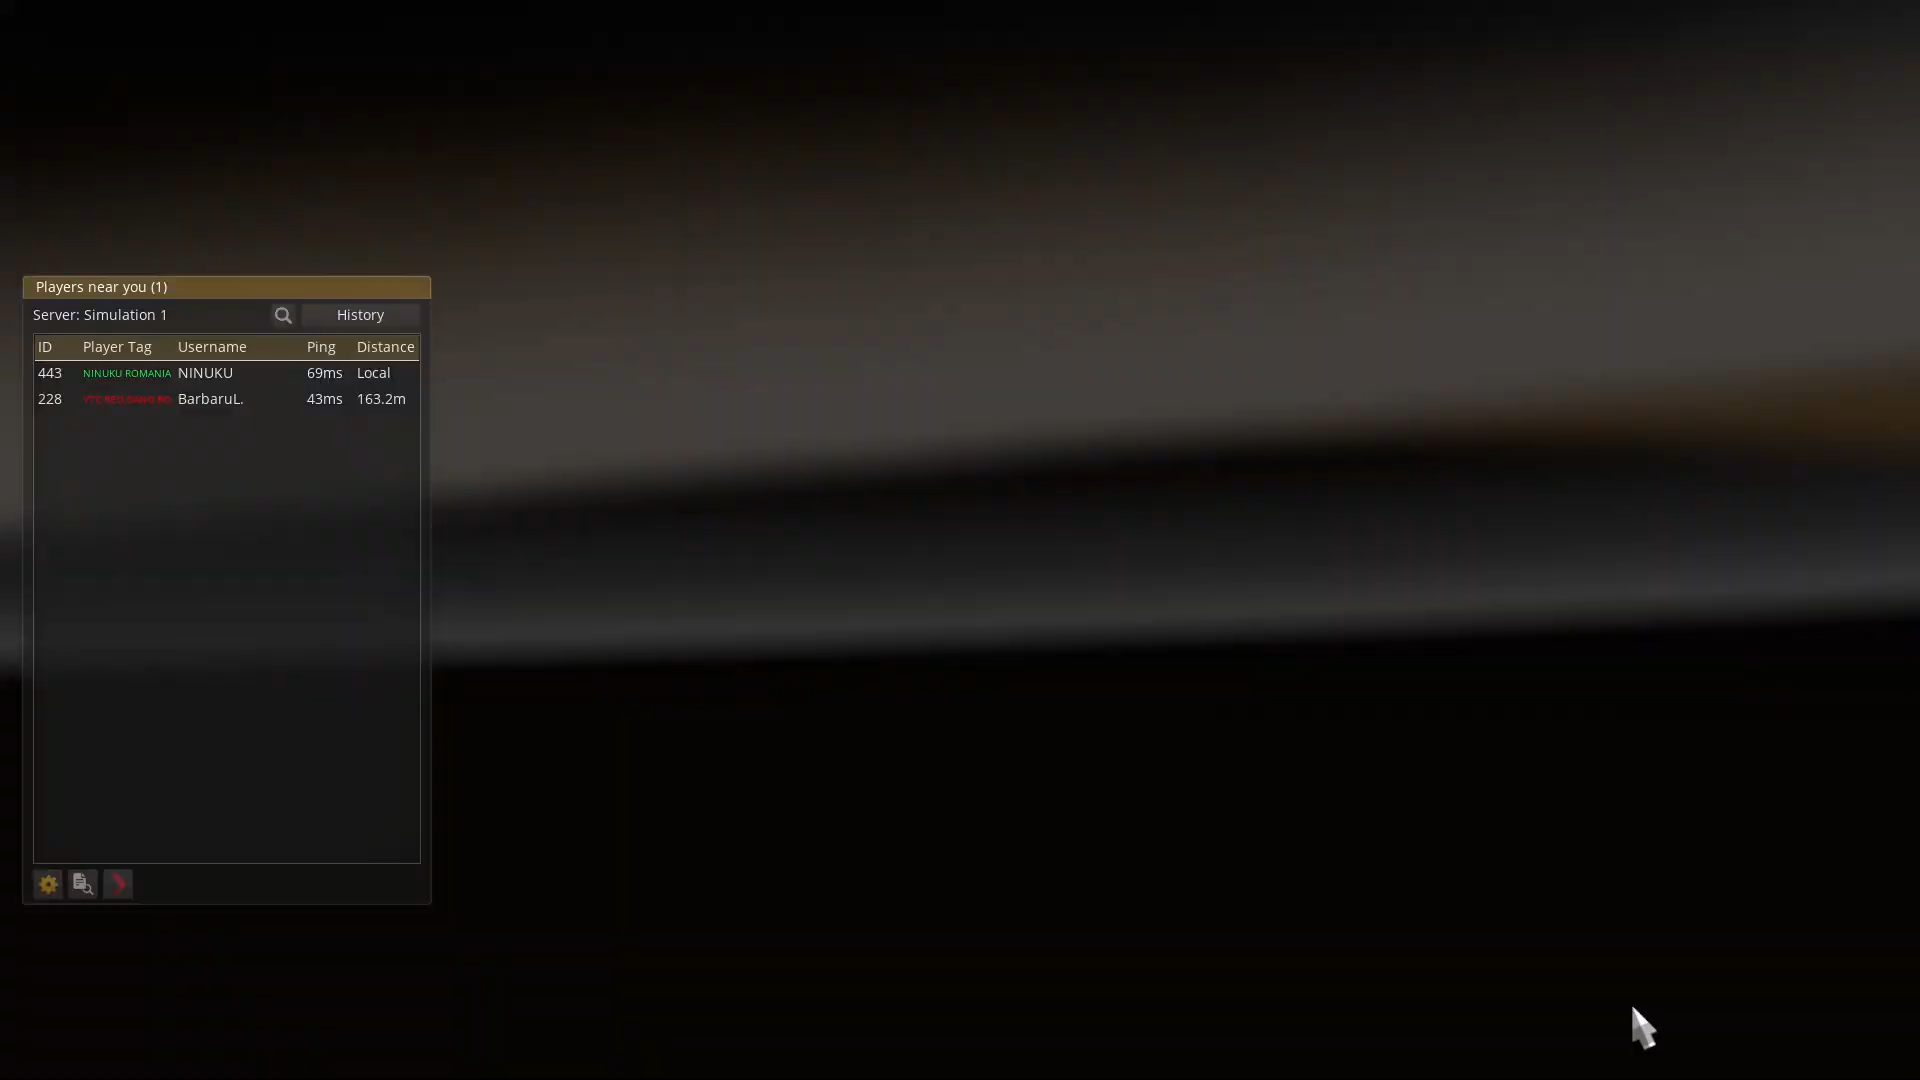 Players near you (1)
Server: Simulation 1
History
ID Player Tag Username Ping Distance
443 NINUKU ROMANIA NINUKU 69ms Local
228 BarbaruL. 43ms 163.2m